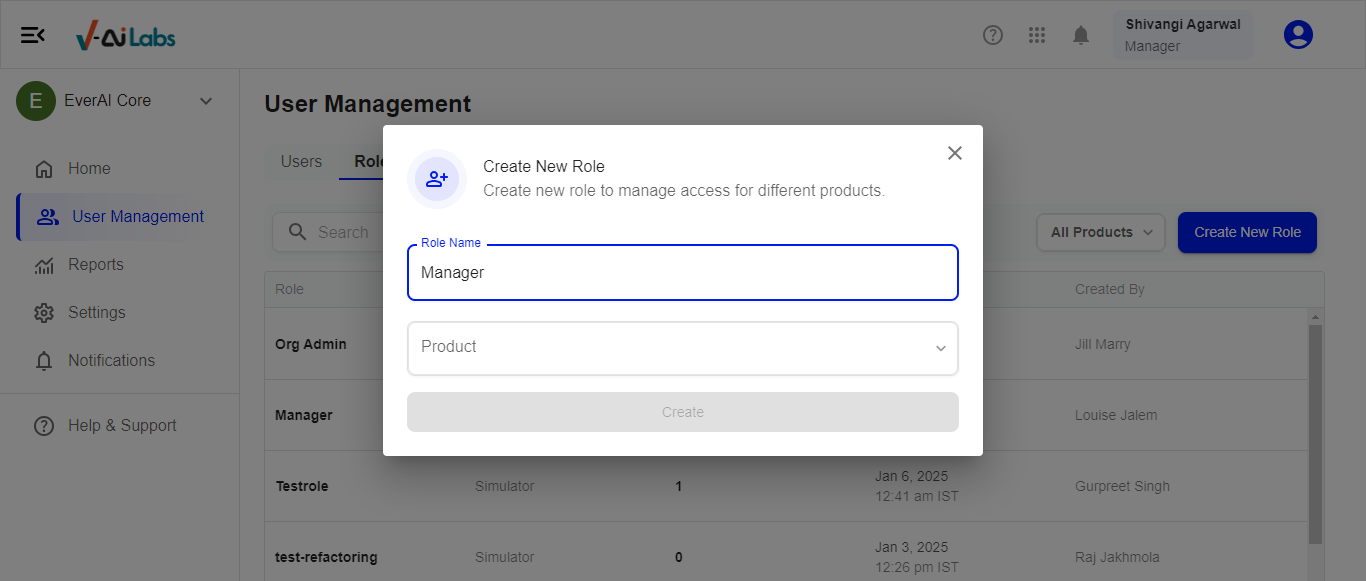 V-Ai Labs
Shivangi Agarwal
Manager
E EverAI Core
Home
User Management
Reports
Settings
Notifications
Help & Support
User Management
Users
Search
All Products
Create New Role
Role
Created By
Org Admin
Jill Marry
Manager
Louise Jalem
Testrole Simulator 1 Jan 6, 2025
12:41 am IST
Gurpreet Singh
test-refactoring Simulator 0 Jan 3, 2025
12:26 pm IST
Raj Jakhmola
Create New Role
Create new role to manage access for different products.
Role Name
Manager
Product
Create